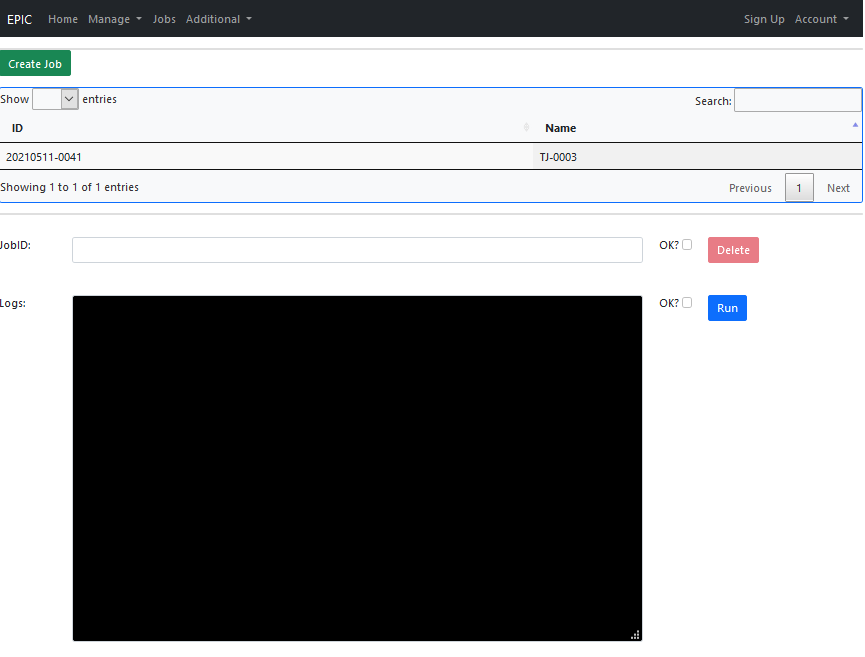 EPIC Home Manage Jobs Additional Sign Up Account
Create Job
Show entries Search:
ID Name
20210511-0041 TJ-0003
Showing 1 to 1 of 1 entries Previous 1 Next
JobID: OK? Delete
Logs: OK? Run